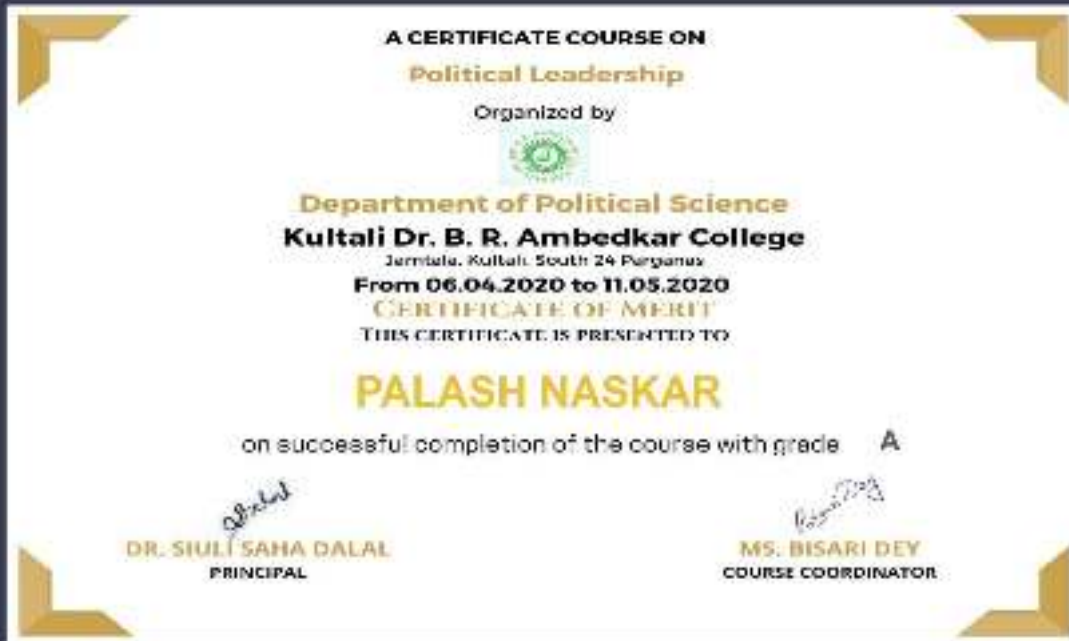 A CERTIFICATE COURSE ON
Political Leadership
Organized by
Department of Political Science
Kultali Dr. B. R. Ambedkar College
Jamtala, Kultali, South 24 Parganas
From 06.04.2020 to 11.05.2020
CERTIFICATE OF MERIT
THIS CERTIFICATE IS PRESENTED TO
PALASH NASKAR
on successful completion of the course with grade A
DR. SIULI SAHA DALAL
PRINCIPAL
MS. BISARI DEY
COURSE COORDINATOR